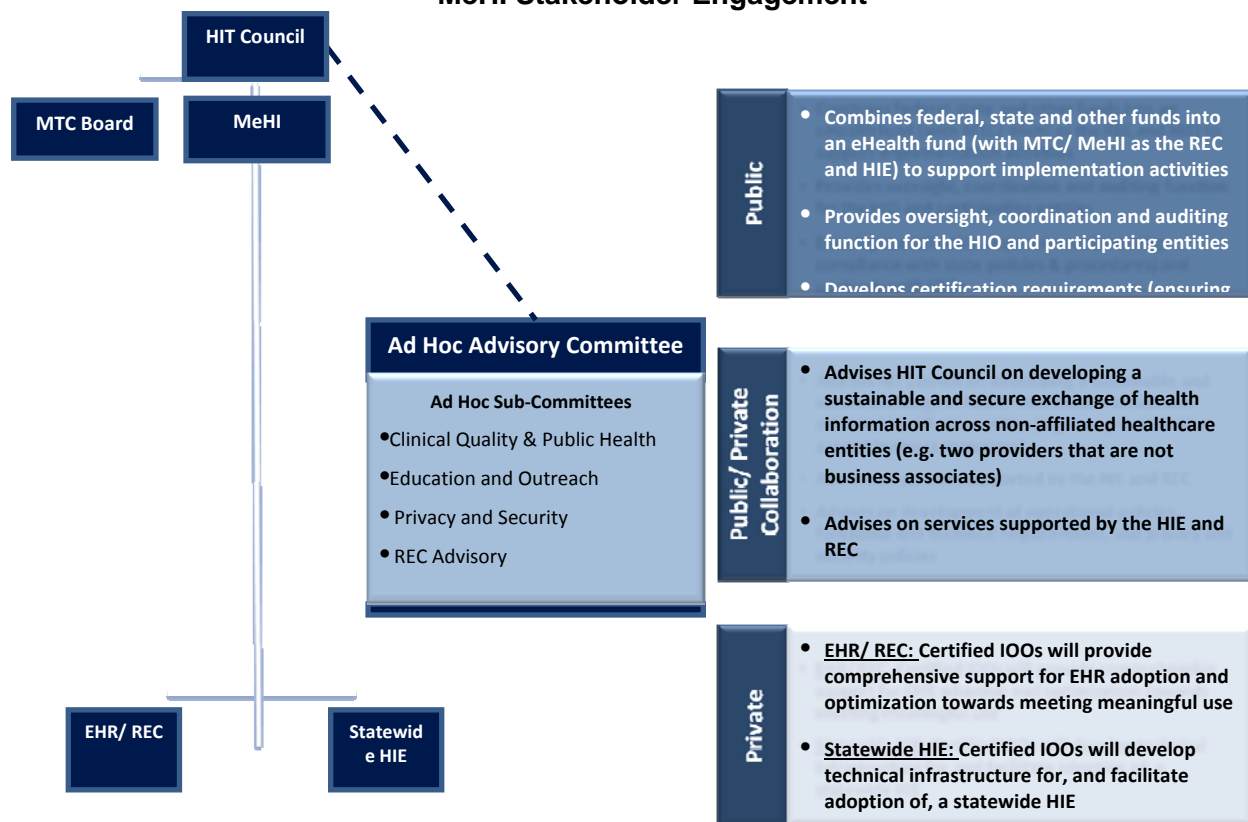 MeHI Stakeholder Engagement
HIT Council
MTC Board
MeHI
Ad Hoc Advisory Committee
Ad Hoc Sub-Committees
•Clinical Quality & Public Health
•Education and Outreach
• Privacy and Security
• REC Advisory
EHR/ REC
Statewid
e HIE
Public
• Combines federal, state and other funds into
an eHealth fund (with MTC/ MeHI as the REC
and HIE) to support implementation activities
• Provides oversight, coordination and auditing
function for the HIO and participating entities
• Develops certification requirements (ensuring
Public/ Private
Collaboration
• Advises HIT Council on developing a
sustainable and secure exchange of health
information across non-affiliated healthcare
entities (e.g. two providers that are not
business associates)
• Advises on services supported by the HIE and
REC
Private
• EHR/ REC: Certified IOOs will provide
comprehensive support for EHR adoption and
optimization towards meeting meaningful use
• Statewide HIE: Certified IOOs will develop
technical infrastructure for, and facilitate
adoption of, a statewide HIE